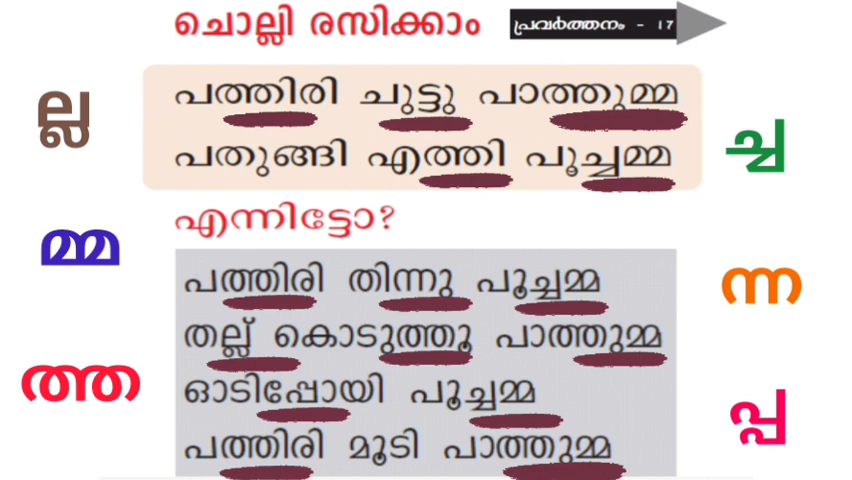 ചൊല്ലി രസിക്കാം
പ്രവർത്തനം - 17
പത്തിരി ചുട്ടു പാത്തുമ്മ
പതുങ്ങി എത്തി പൂച്ചമ്മ
എന്നിട്ടോ?
പത്തിരി തിന്നു പൂച്ചമ്മ
തല്ല് കൊടുത്തൂ പാത്തുമ്മ
ഓടിപ്പോയി പൂച്ചമ്മ
പത്തിരി മൂടി പാത്തുമ്മ
ല്ല
മ്മ
ത്ത
ച്ച
ന്ന
പ്പ